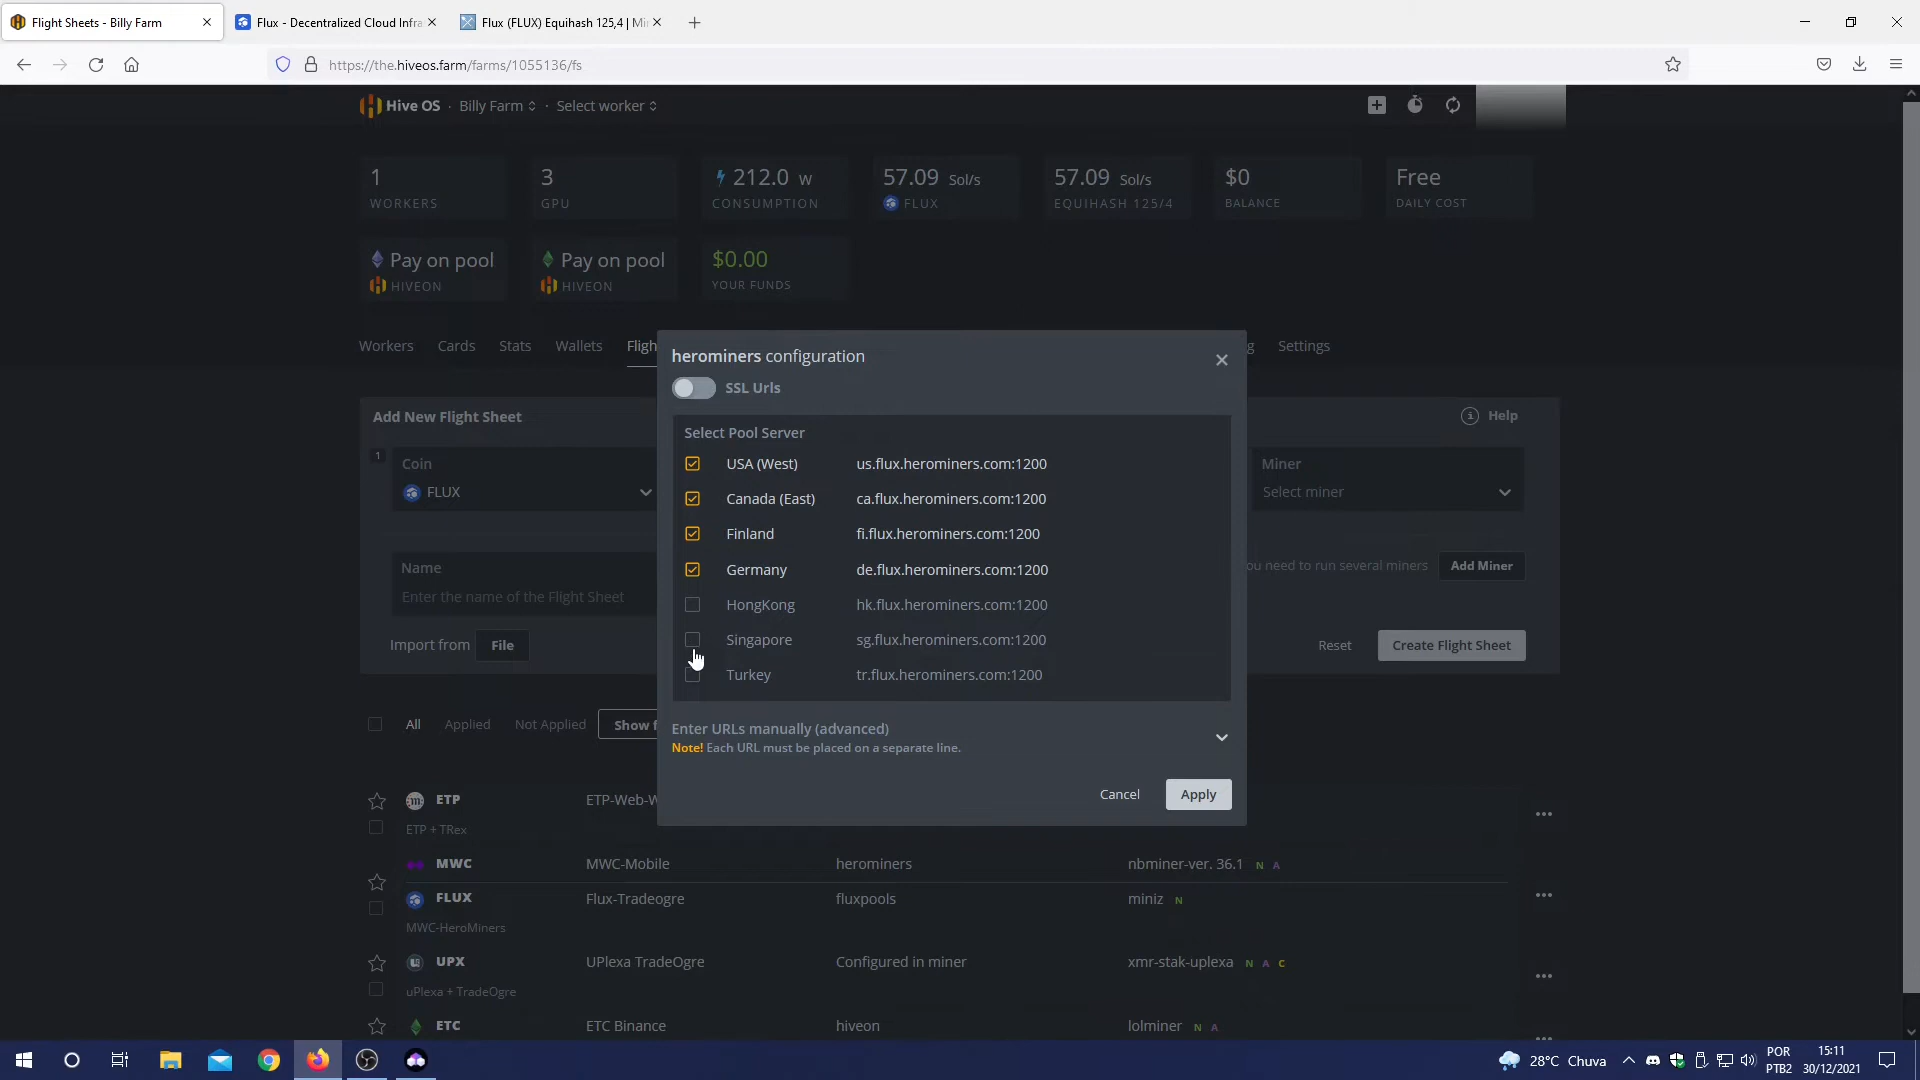 Flight Sheets - Billy Farm
Flux - Decentralized Cloud Infra
Flux (FLUX) Equihash 125,4 | Mi
https://the.hiveos.farm/farms/1055136/fs
Hive OS · Billy Farm · Select worker
1
WORKERS
3
GPU
212.0 W
CONSUMPTION
57.09 Sol/s
FLUX
57.09 Sol/s
EQUIHASH 125/4
$0
BALANCE
Free
DAILY COST
Pay on pool
HIVEON
Pay on pool
HIVEON
$0.00
YOUR FUNDS
Workers Cards Stats Wallets Fligh g Settings
Add New Flight Sheet
Help
1
Coin
FLUX
Miner
Select miner
Name
Enter the name of the Flight Sheet
ou need to run several miners
Add Miner
Import from File
Reset
Create Flight Sheet
herominers configuration
SSL Urls
Select Pool Server
USA (West) us.flux.herominers.com:1200
Canada (East) ca.flux.herominers.com:1200
Finland fi.flux.herominers.com:1200
Germany de.flux.herominers.com:1200
HongKong hk.flux.herominers.com:1200
Singapore sg.flux.herominers.com:1200
Turkey tr.flux.herominers.com:1200
Enter URLs manually (advanced)
Note! Each URL must be placed on a separate line.
Cancel Apply
All Applied Not Applied Show f
ETP ETP-Web-W
ETP + TRex
MWC MWC-Mobile herominers nbminer-ver. 36.1 N A
FLUX Flux-Tradeogre fluxpools miniz N
MWC-HeroMiners
UPX UPlexa TradeOgre Configured in miner xmr-stak-uplexa N A C
uPlexa + TradeOgre
ETC ETC Binance hiveon lolminer N A
28°C Chuva
POR
PTB2
15:11
30/12/2021